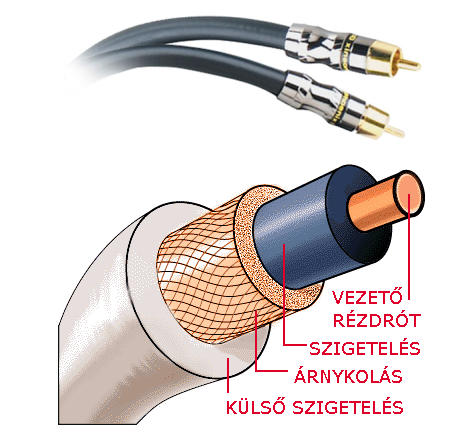 VEZETŐ
RÉZDRÓT
SZIGETELÉS
ÁRNYKOLÁS
KÜLSŐ SZIGETELÉS